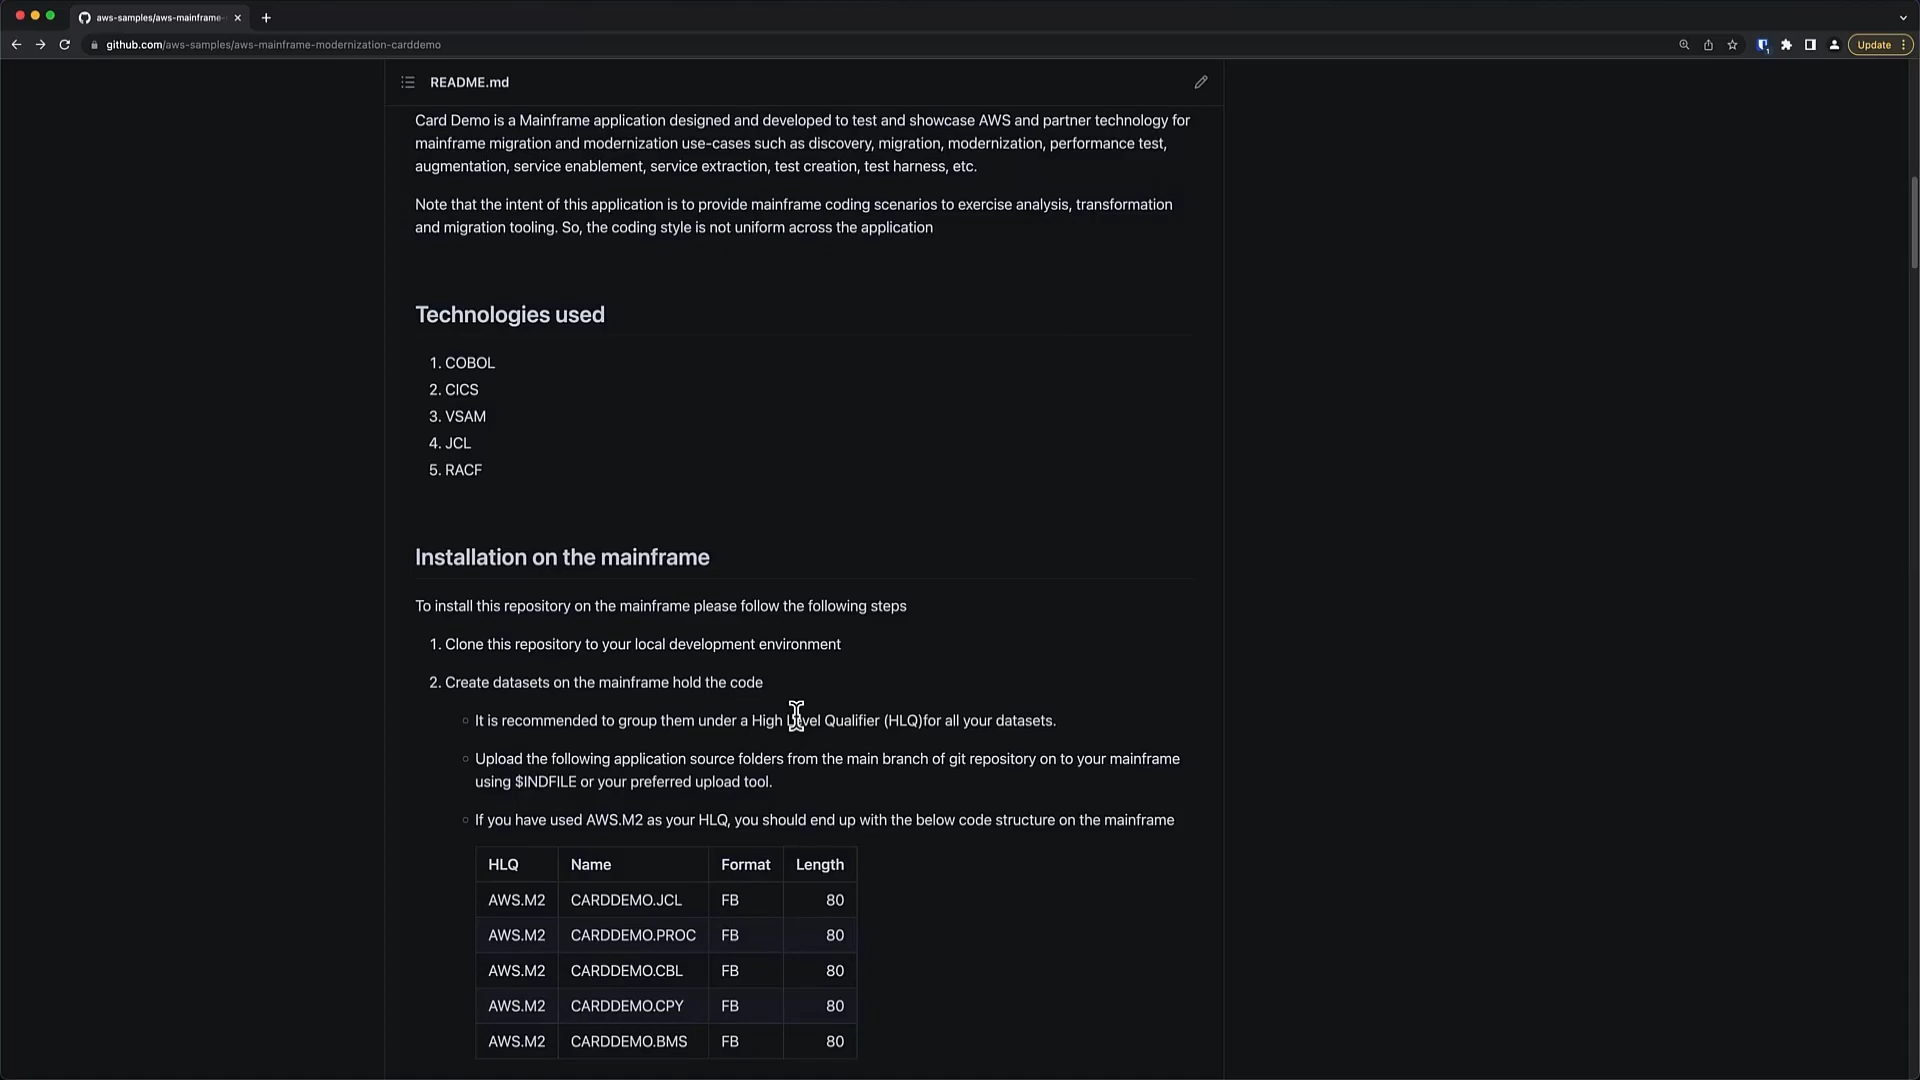 aws-samples/aws-mainframe-
github.com/aws-samples/aws-mainframe-modernization-carddemo
Update
README.md
Card Demo is a Mainframe application designed and developed to test and showcase AWS and partner technology for
mainframe migration and modernization use-cases such as discovery, migration, modernization, performance test,
augmentation, service enablement, service extraction, test creation, test harness, etc.
Note that the intent of this application is to provide mainframe coding scenarios to exercise analysis, transformation
and migration tooling. So, the coding style is not uniform across the application
Technologies used
1. COBOL
2. CICS
3. VSAM
4. JCL
5. RACF
Installation on the mainframe
To install this repository on the mainframe please follow the following steps
1. Clone this repository to your local development environment
2. Create datasets on the mainframe hold the code
It is recommended to group them under a High Level Qualifier (HLQ)for all your datasets.
Upload the following application source folders from the main branch of git repository on to your mainframe
using $INDFILE or your preferred upload tool.
If you have used AWS.M2 as your HLQ, you should end up with the below code structure on the mainframe
HLQ Name Format Length
AWS.M2 CARDDEMO.JCL FB 80
AWS.M2 CARDDEMO.PROC FB 80
AWS.M2 CARDDEMO.CBL FB 80
AWS.M2 CARDDEMO.CPY FB 80
AWS.M2 CARDDEMO.BMS FB 80